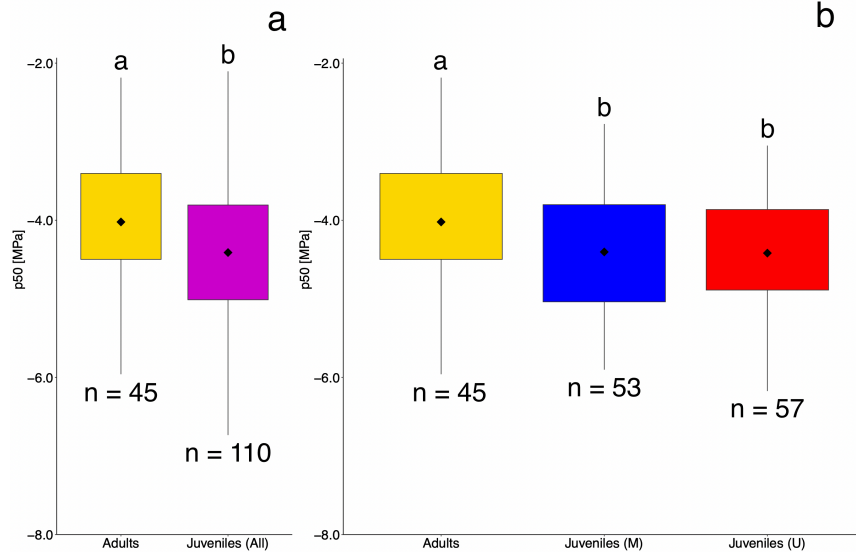 a
b
−2.0
a
b
−4.0
p50 [MPa]
−6.0
n = 45
n = 110
−8.0
Adults
Juveniles (All)
−2.0
a
b
b
−4.0
p50 [MPa]
−6.0
n = 45
n = 53
n = 57
−8.0
Adults
Juveniles (M)
Juveniles (U)